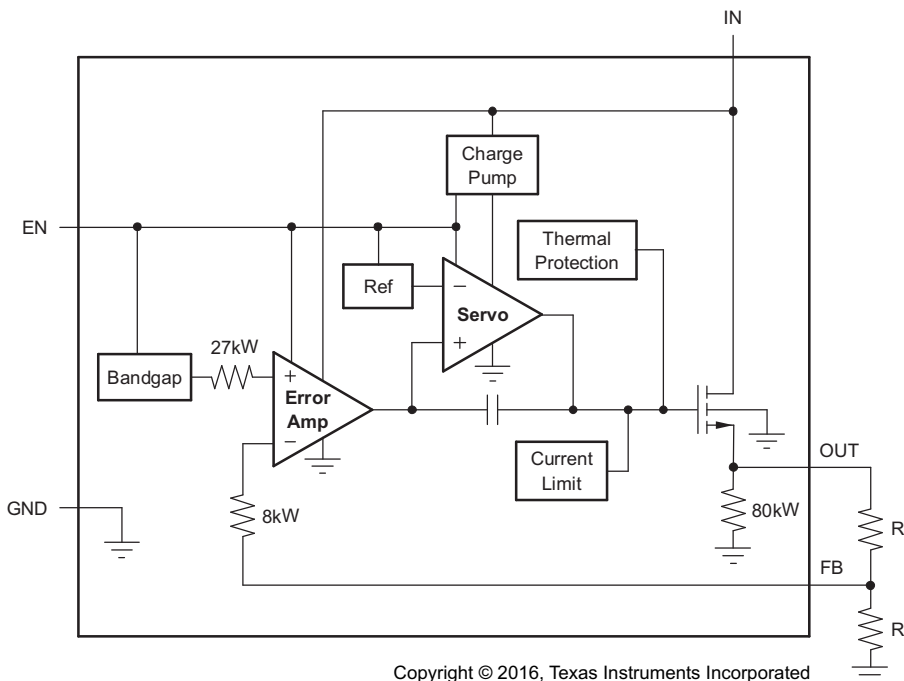 IN
Charge
Pump
EN
Thermal
Protection
Ref
−
Servo
+
27kW
Bandgap
+
Error
Amp
−
OUT
Current
Limit
GND
8kW
80kW
R
FB
R
Copyright © 2016, Texas Instruments Incorporated